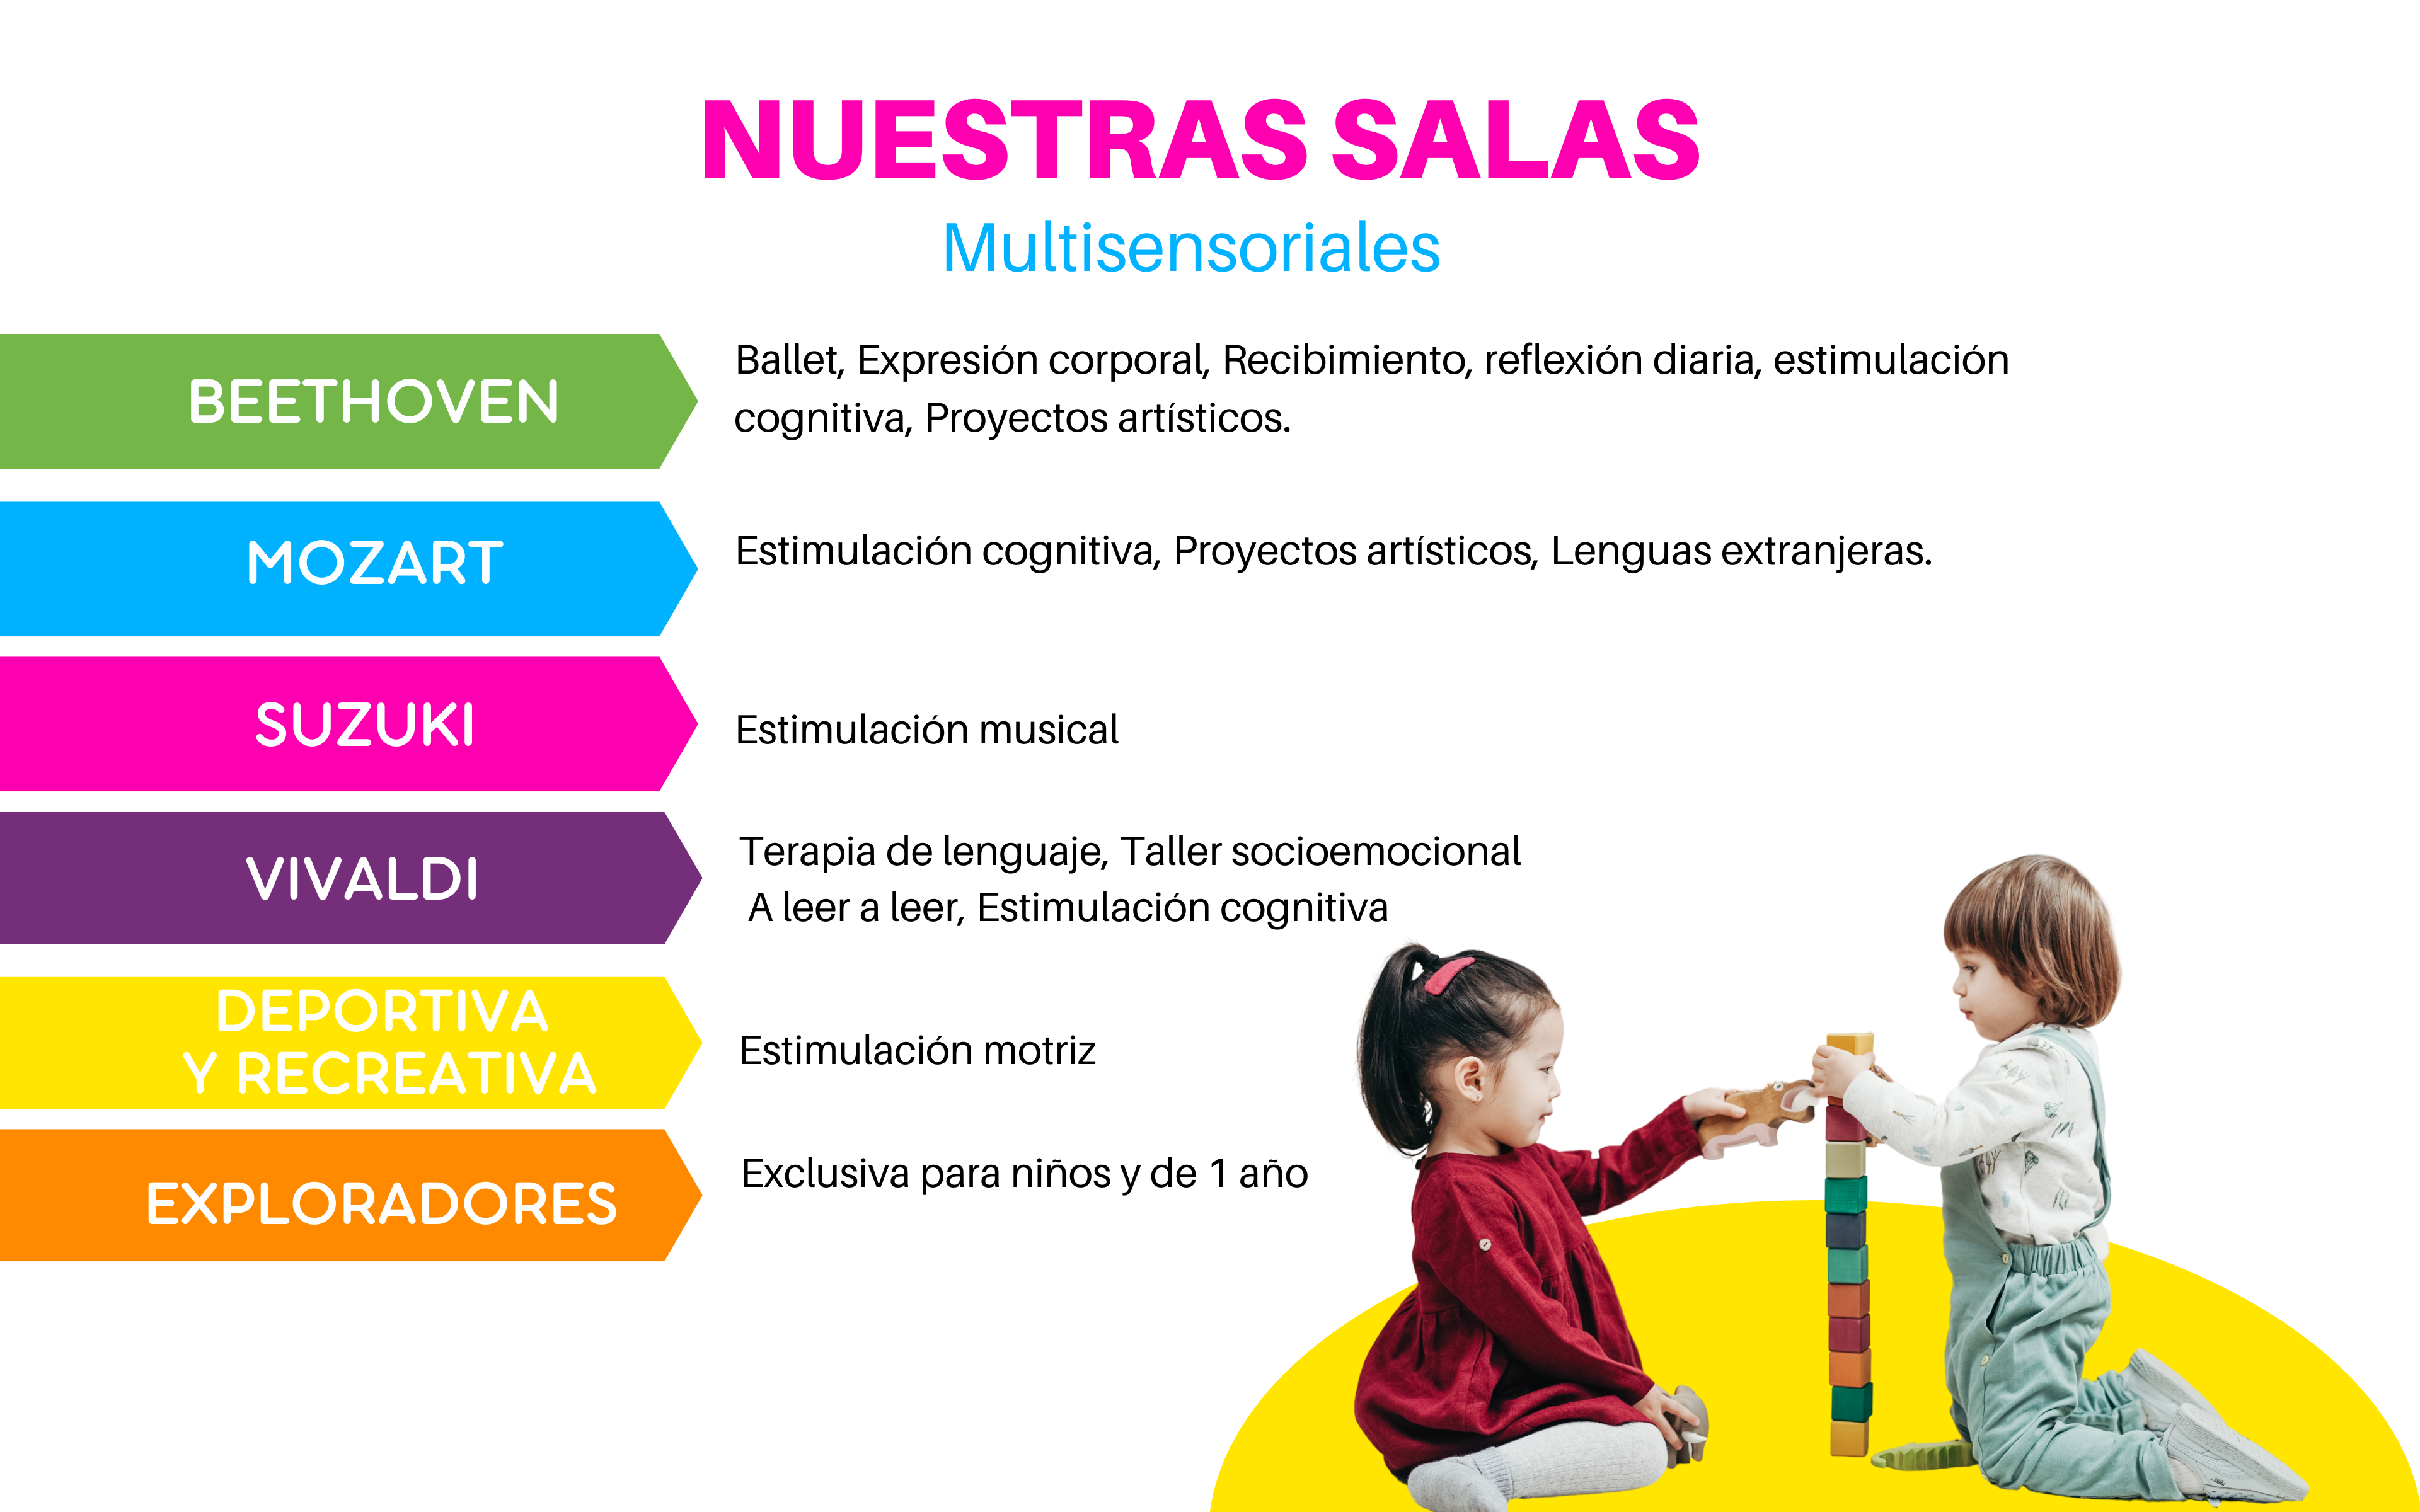 NUESTRAS SALAS
Multisensoriales
BEETHOVEN
Ballet, Expresión corporal, Recibimiento, reflexión diaria, estimulación
cognitiva, Proyectos artísticos.
MOZART
Estimulación cognitiva, Proyectos artísticos, Lenguas extranjeras.
SUZUKI
Estimulación musical
VIVALDI
Terapia de lenguaje, Taller socioemocional
A leer a leer, Estimulación cognitiva
DEPORTIVA
Y RECREATIVA
Estimulación motriz
EXPLORADORES
Exclusiva para niños y de 1 año